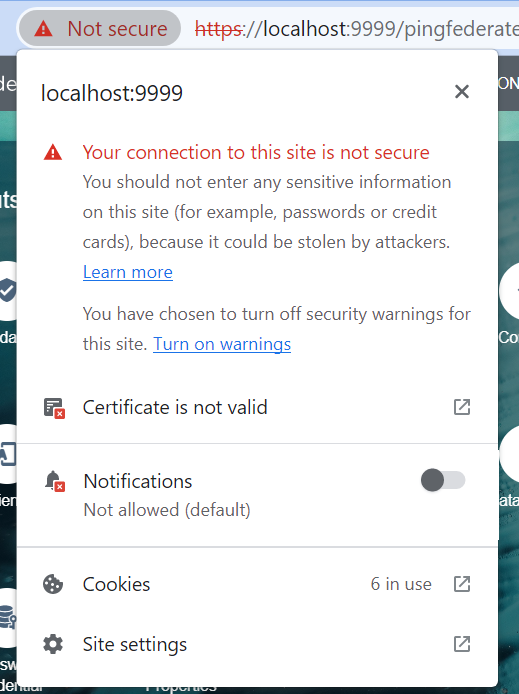 Not secure https://localhost:9999/pingfederate
localhost:9999
Your connection to this site is not secure
You should not enter any sensitive information
on this site (for example, passwords or credit
cards), because it could be stolen by attackers.
Learn more
You have chosen to turn off security warnings for
this site. Turn on warnings
Certificate is not valid
Notifications
Not allowed (default)
Cookies 6 in use
Site settings
Properties